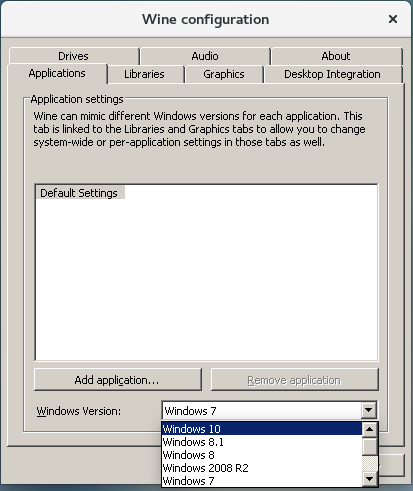 Wine configuration
Drives
Audio
About
Applications
Libraries
Graphics
Desktop Integration
Application settings
Wine can mimic different Windows versions for each application. This
tab is linked to the Libraries and Graphics tabs to allow you to change
system-wide or per-application settings in those tabs as well.
Default Settings
Add application...
Remove application
Windows Version:
Windows 7
Windows 10
Windows 8.1
Windows 8
Windows 2008 R2
Windows 7